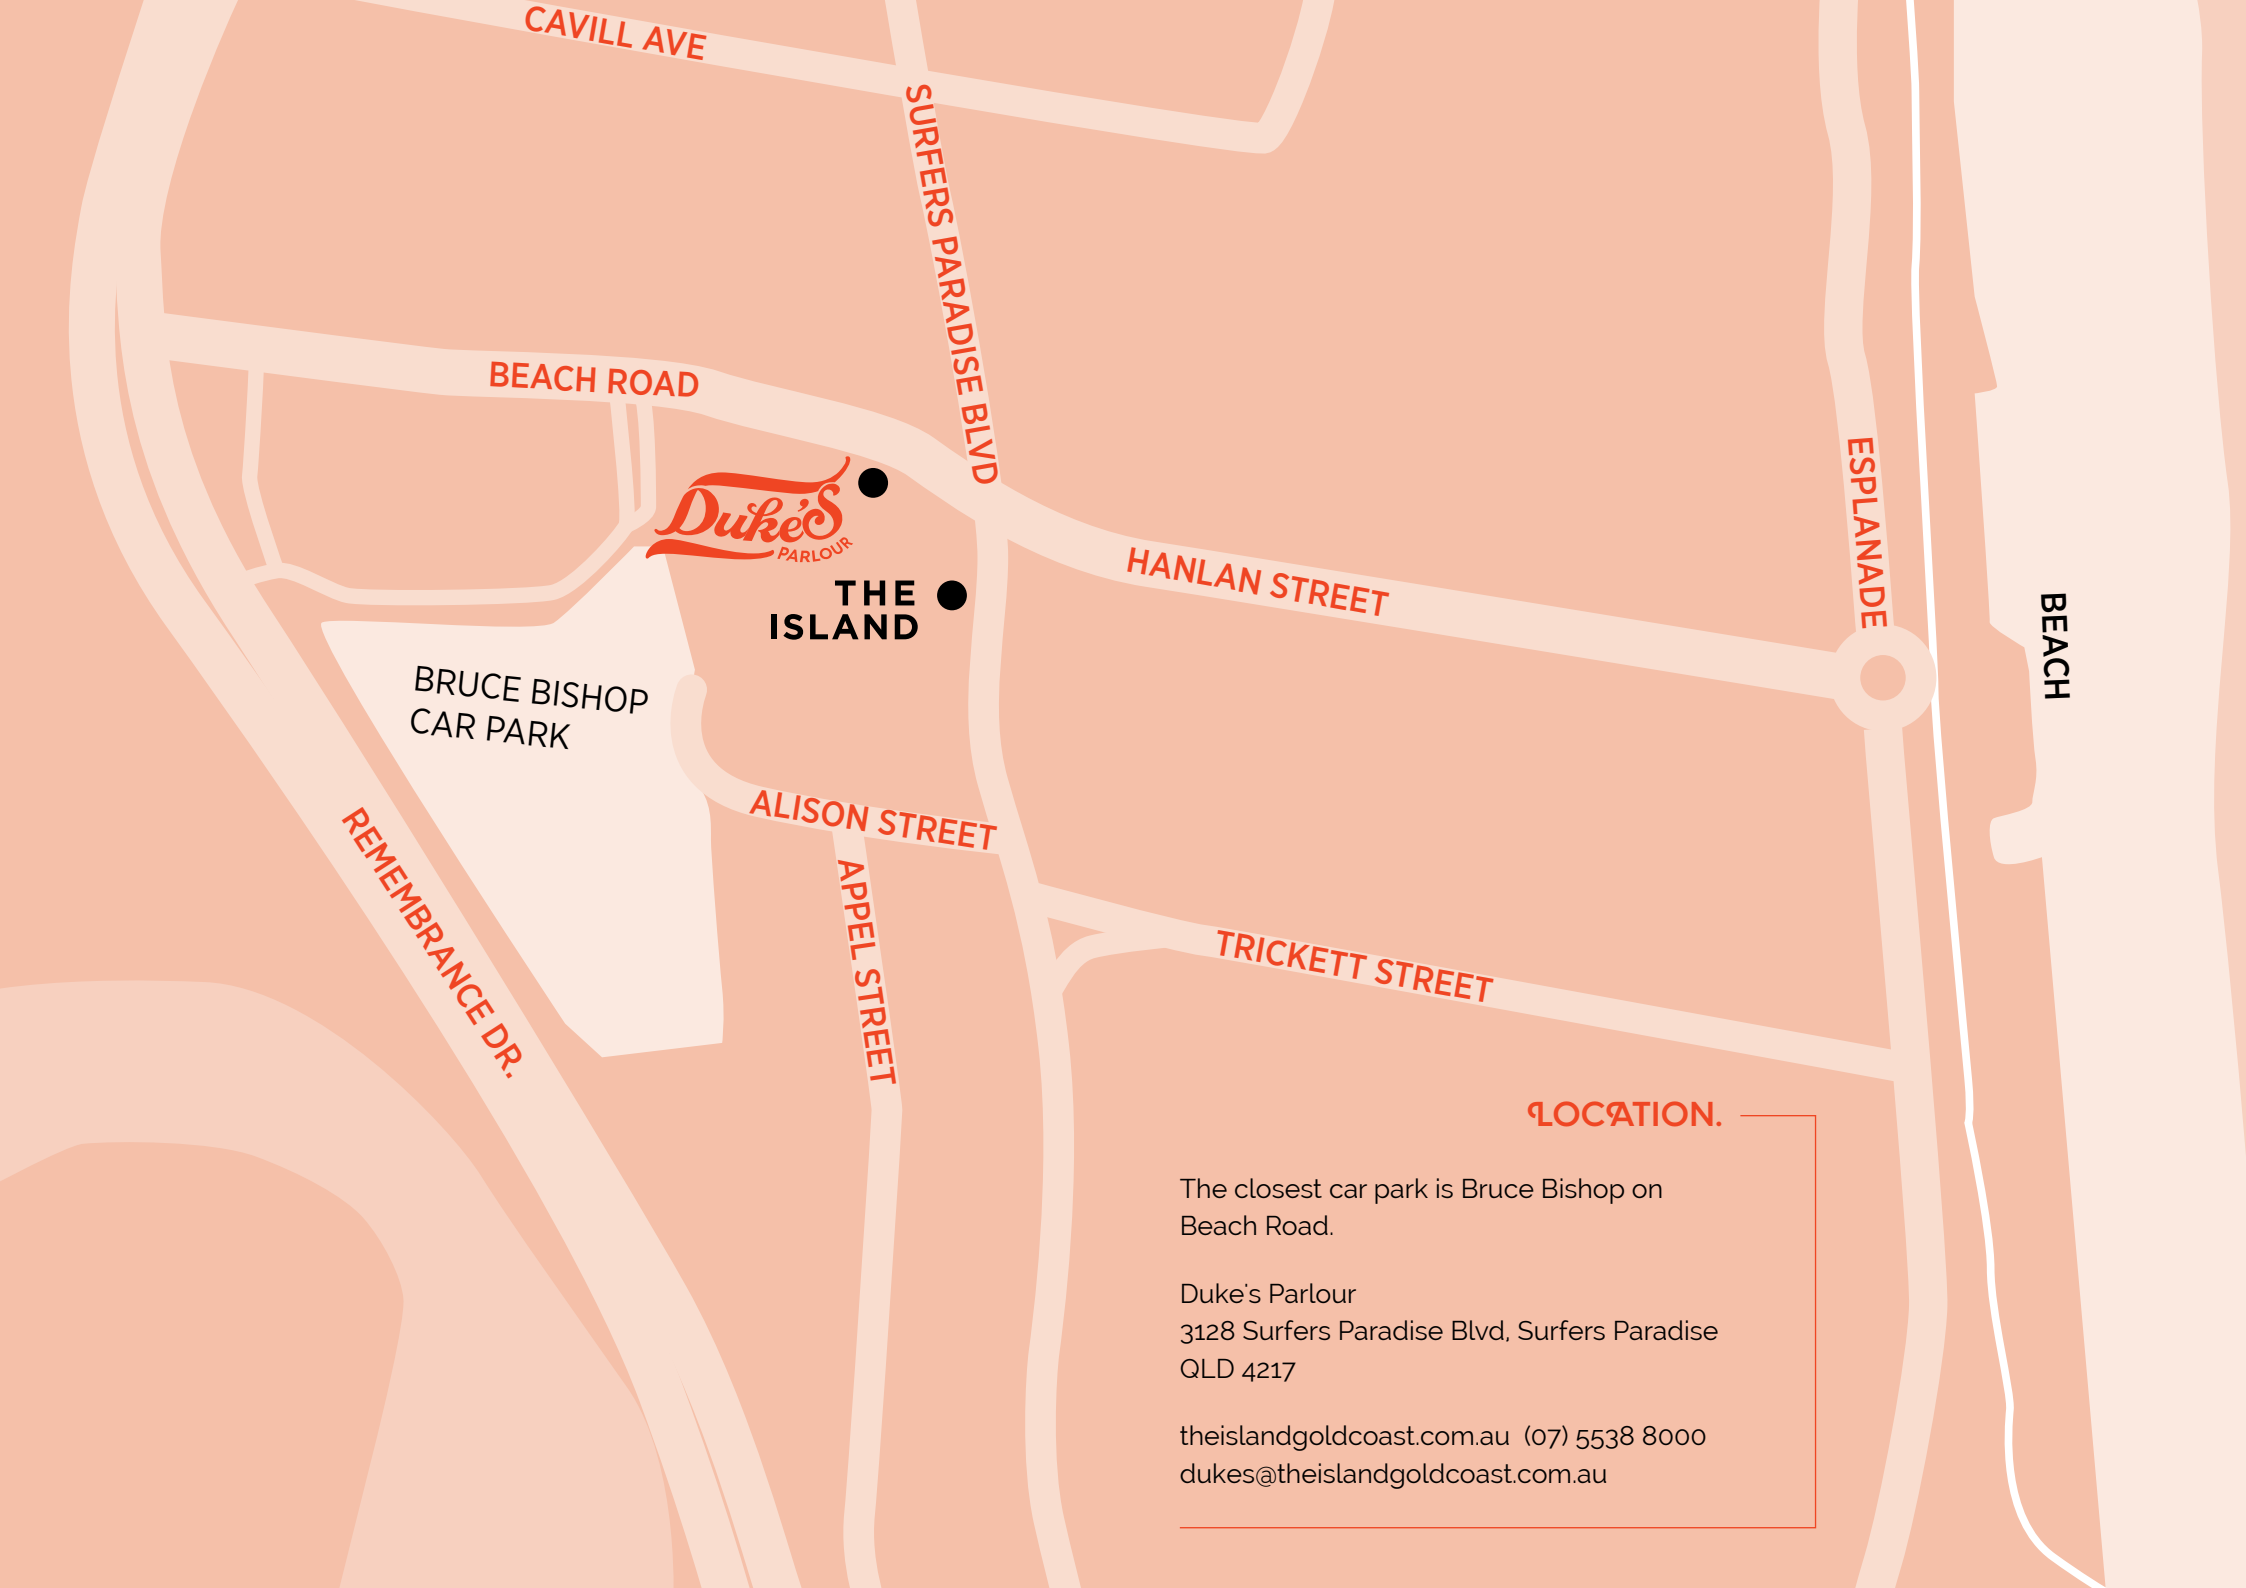 CAVILL AVE
SURFERS PARADISE BLVD
BEACH ROAD
ESPLANADE
Duke's
PARLOUR
HANLAN STREET
THE
ISLAND
BEACH
BRUCE BISHOP
CAR PARK
ALISON STREET
REMEMBRANCE DR.
APPEL STREET
TRICKETT STREET
LOCATION.
The closest car park is Bruce Bishop on
Beach Road.
Duke's Parlour
3128 Surfers Paradise Blvd, Surfers Paradise
QLD 4217
theislandgoldcoast.com.au (07) 5538 8000
dukes@theislandgoldcoast.com.au